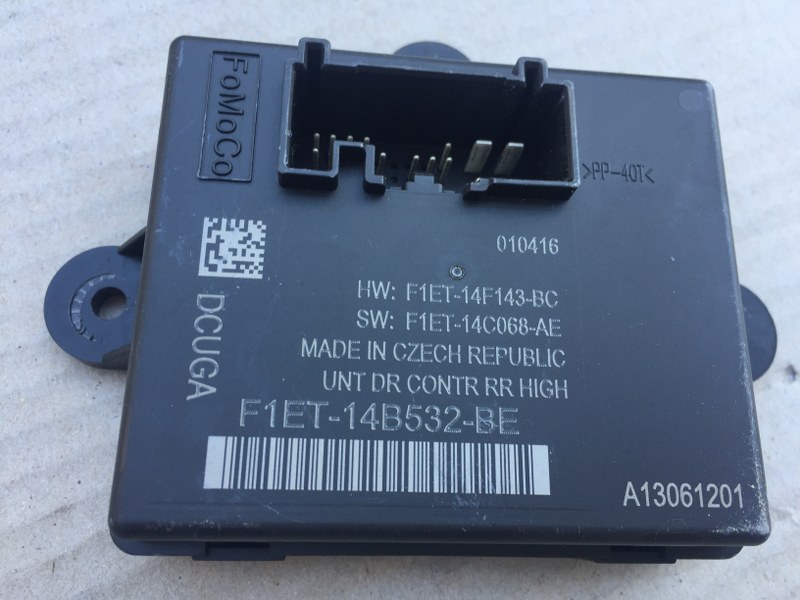 FoMoCo
>PP-40T<
010416
HW: F1ET-14F143-BC
SW: F1ET-14C068-AE
MADE IN CZECH REPUBLIC
UNT DR CONTR RR HIGH
DCUGA
F1ET-14B532-BE
A13061201